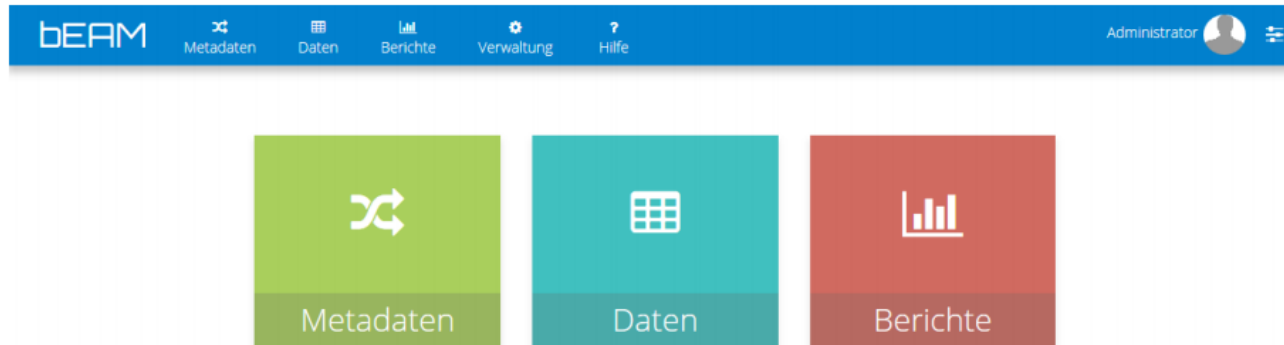 bEAM Metadaten Daten Berichte Verwaltung ? Hilfe Administrator
Metadaten Daten Berichte